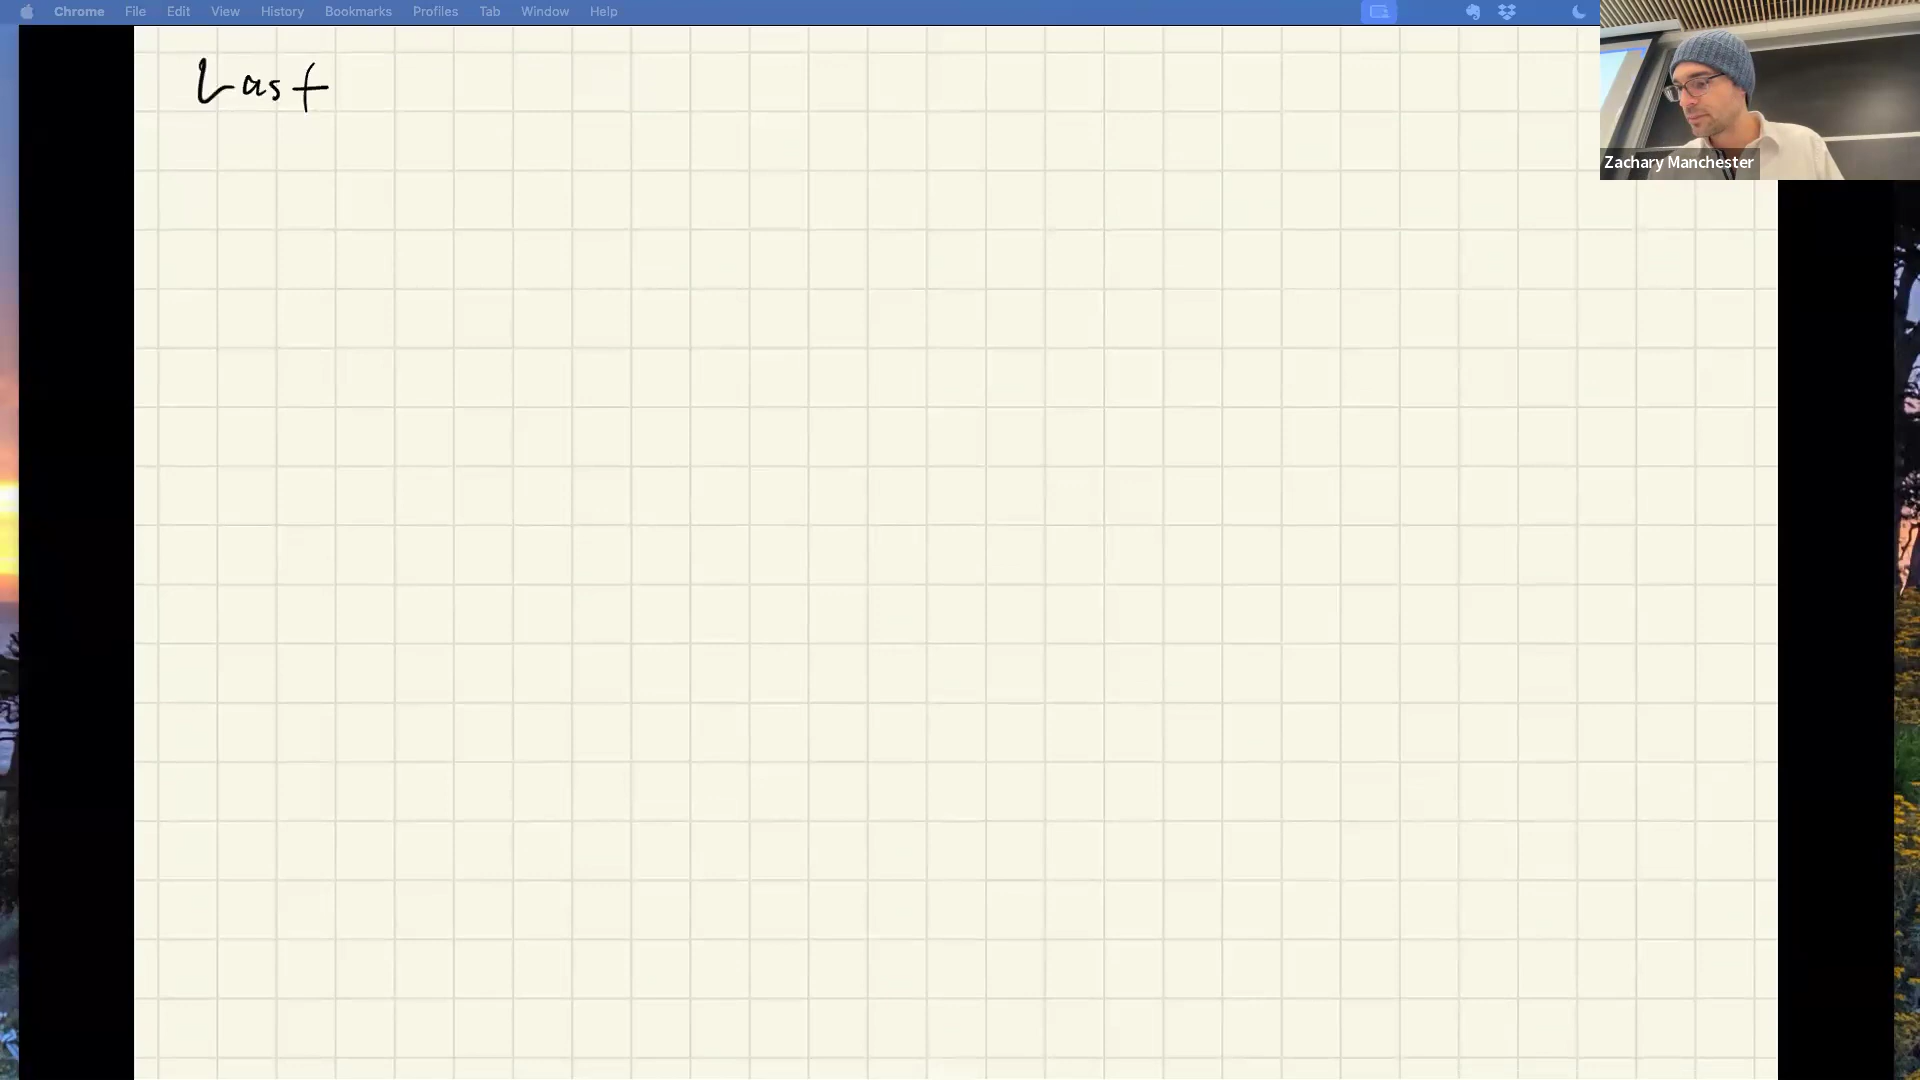 Chrome File Edit View History Bookmarks Profiles Tab Window Help
Last
Zachary Manchester